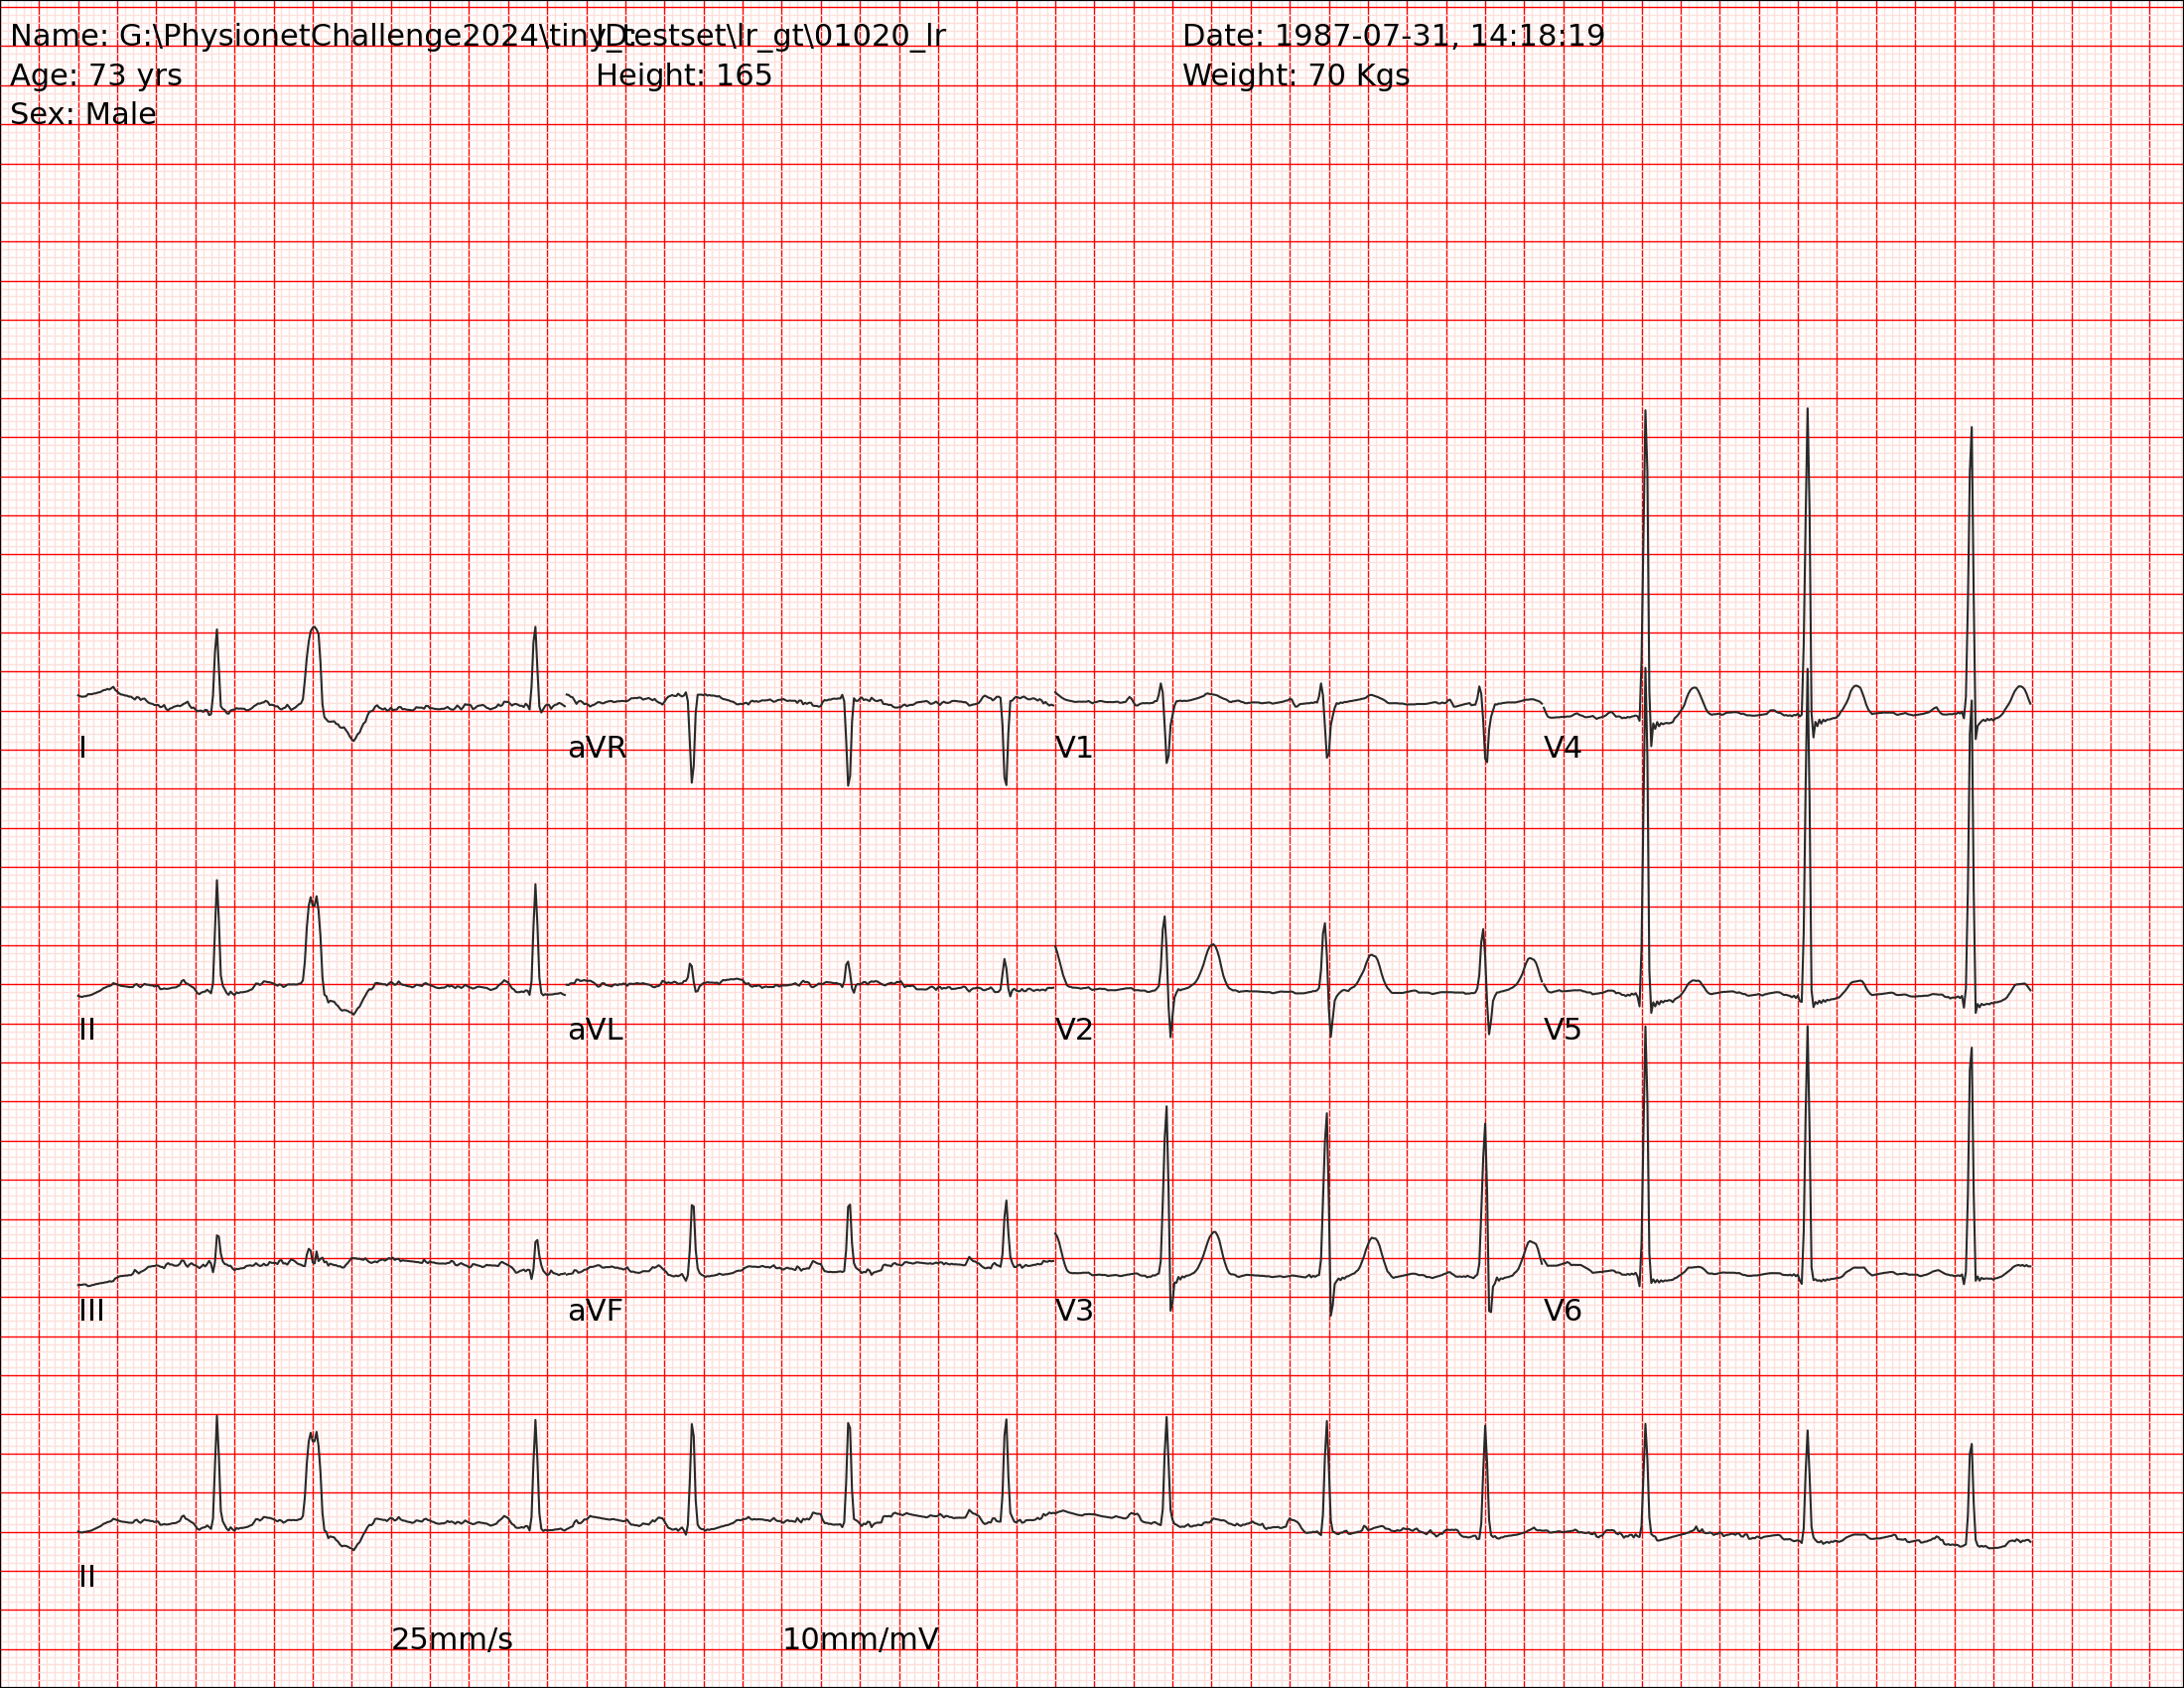 Name: G:\PhysionetChallenge2024\tiny_testset\lr_gt\01020_lr ID: Date: 1987-07-31, 14:18:19
Age: 73 yrs Height: 165 Weight: 70 Kgs
Sex: Male
I aVR V1 V4
II aVL V2 V5
III aVF V3 V6
II
25mm/s 10mm/mV